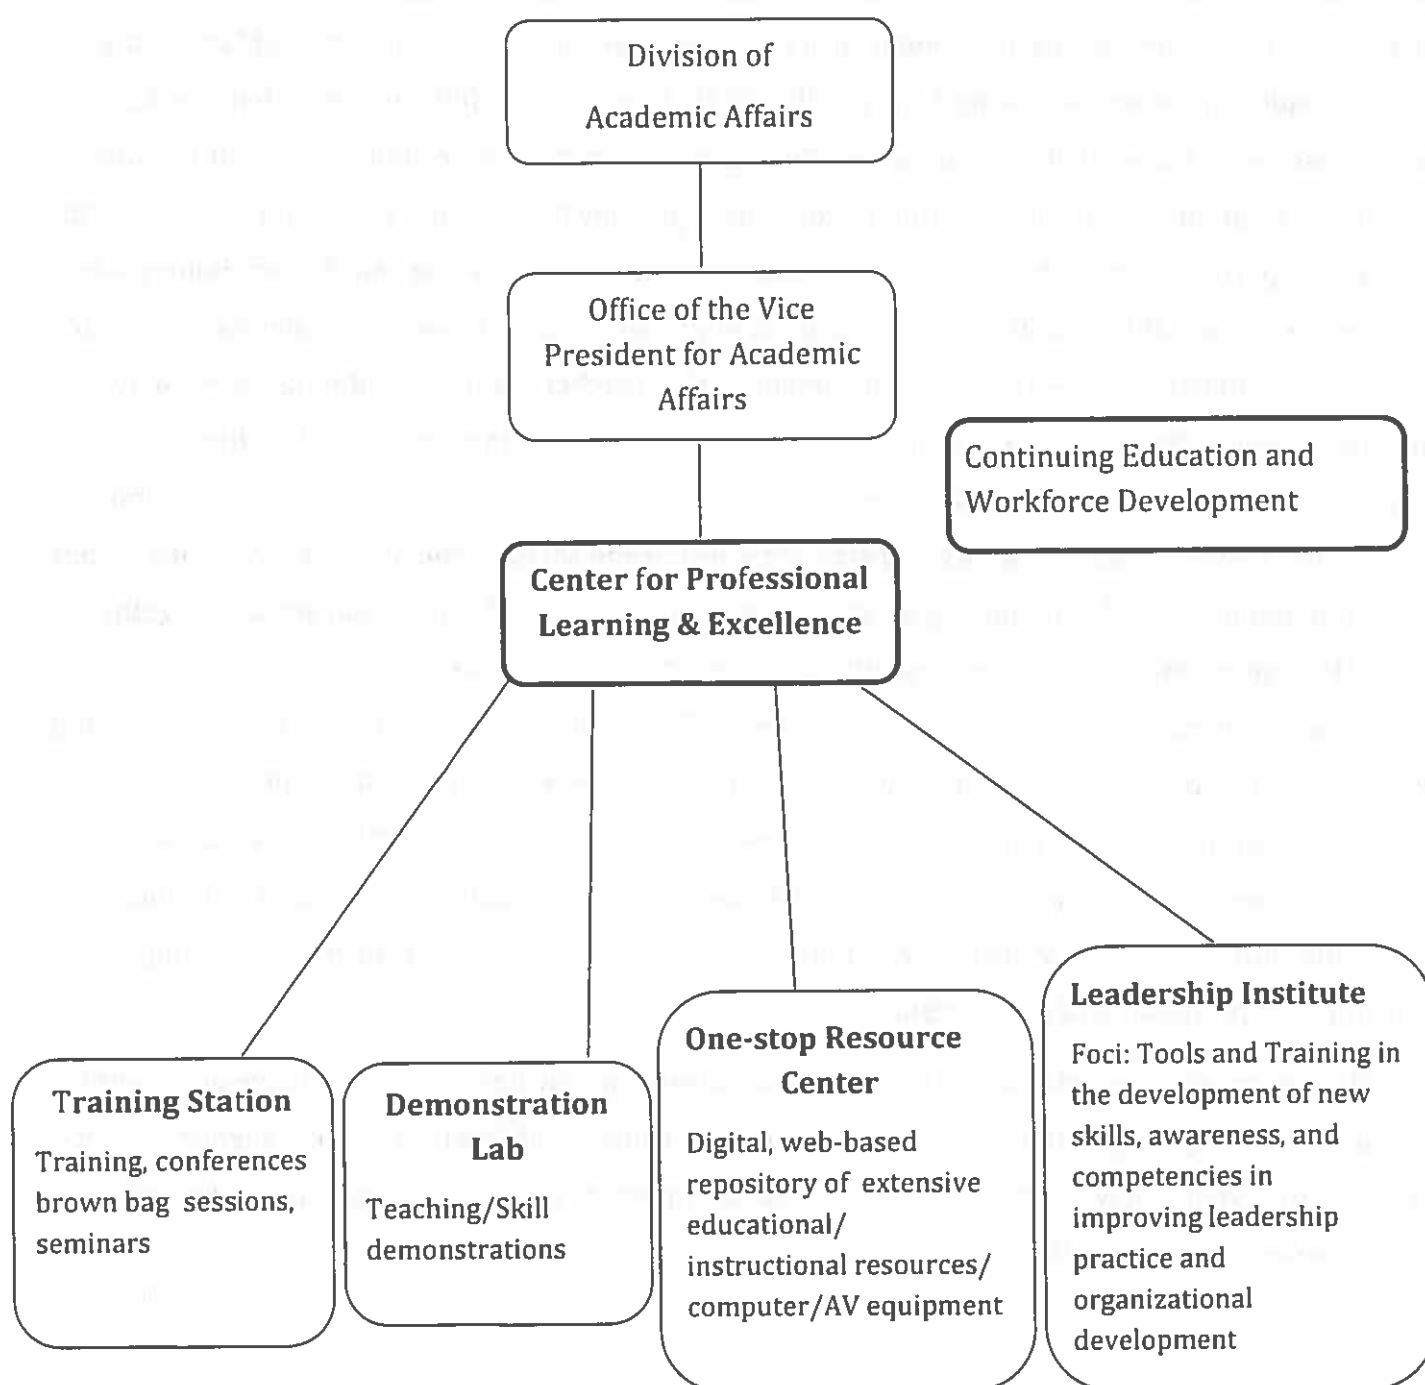 Division of
Academic Affairs
Office of the Vice
President for Academic
Affairs
Continuing Education and
Workforce Development
Center for Professional
Learning & Excellence
Training Station
Training, conferences
brown bag sessions,
seminars
Demonstration
Lab
Teaching/Skill
demonstrations
One-stop Resource
Center
Digital, web-based
repository of extensive
educational/
instructional resources/
computer/AV equipment
Leadership Institute
Foci: Tools and Training in
the development of new
skills, awareness, and
competencies in
improving leadership
practice and
organizational
development